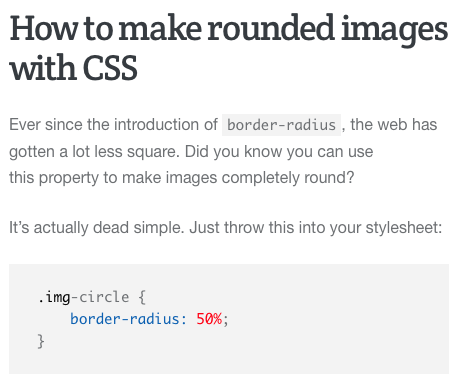 How to make rounded images
with CSS
Ever since the introduction of border-radius, the web has
gotten a lot less square. Did you know you can use
this property to make images completely round?
It’s actually dead simple. Just throw this into your stylesheet:
.img-circle {
    border-radius: 50%;
}